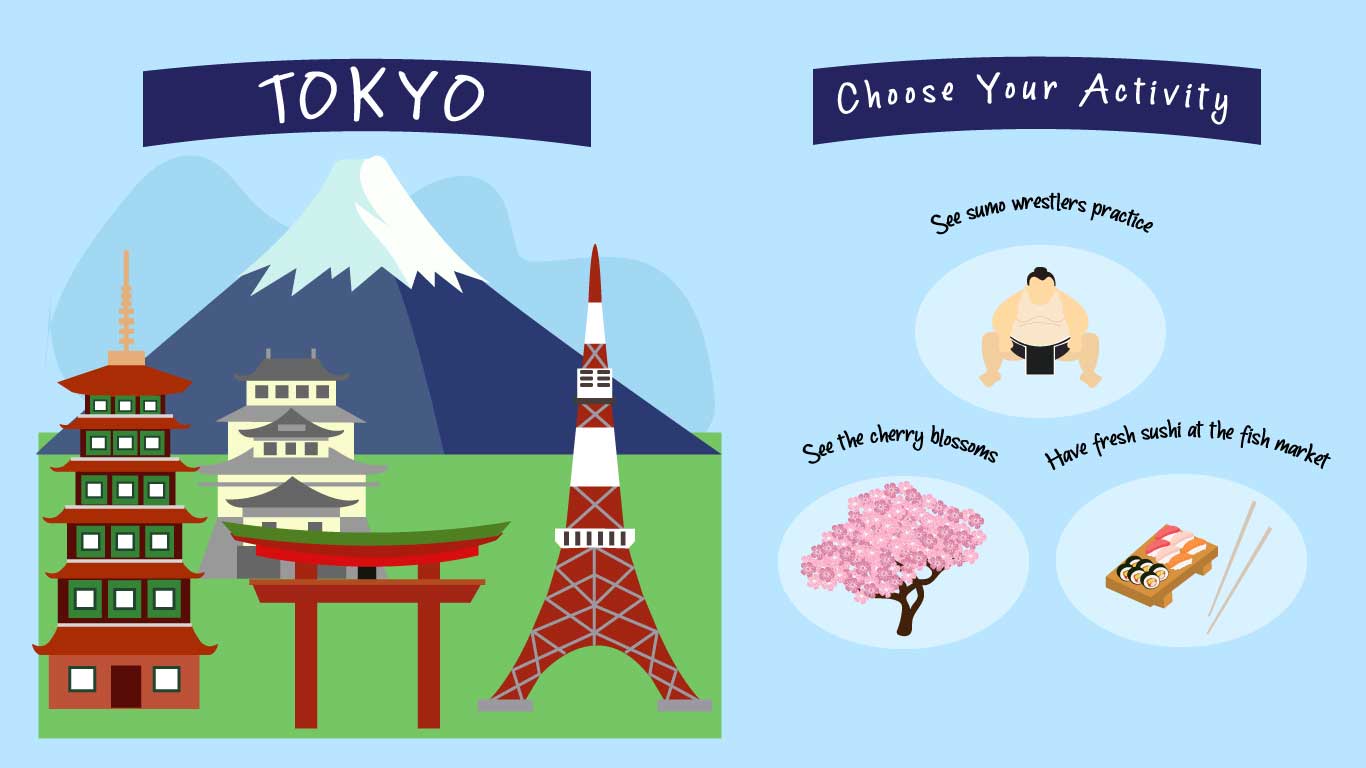 TOKYO
Choose Your Activity
See sumo wrestlers practice
See the cherry blossoms
Have fresh sushi at the fish market